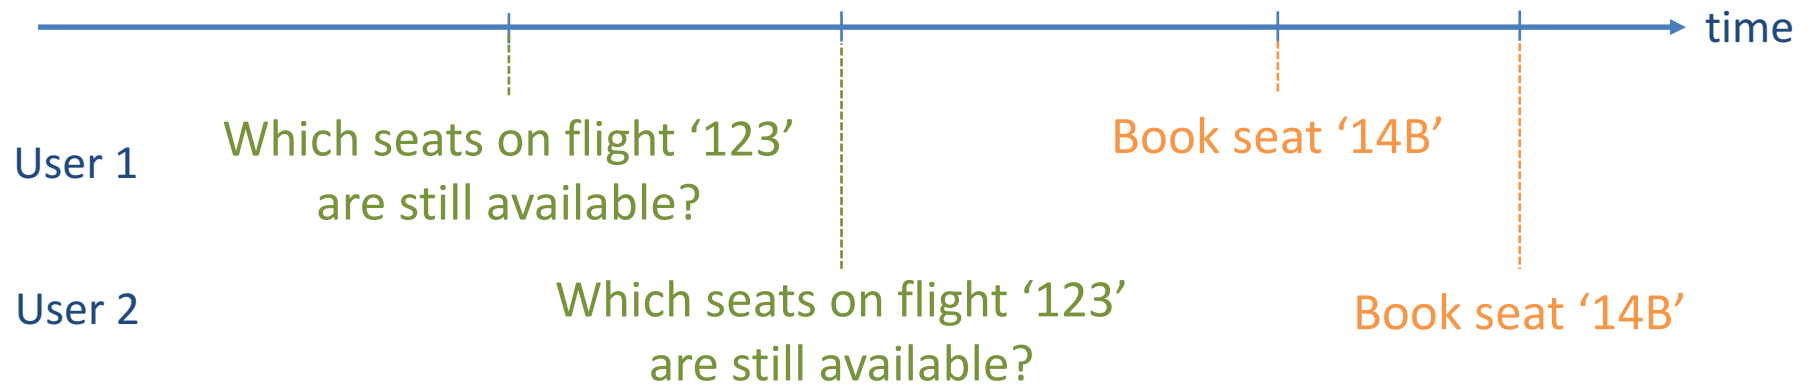 time
User 1
Which seats on flight ‘123’
are still available?
Book seat ‘14B’
User 2
Which seats on flight ‘123’
are still available?
Book seat ‘14B’